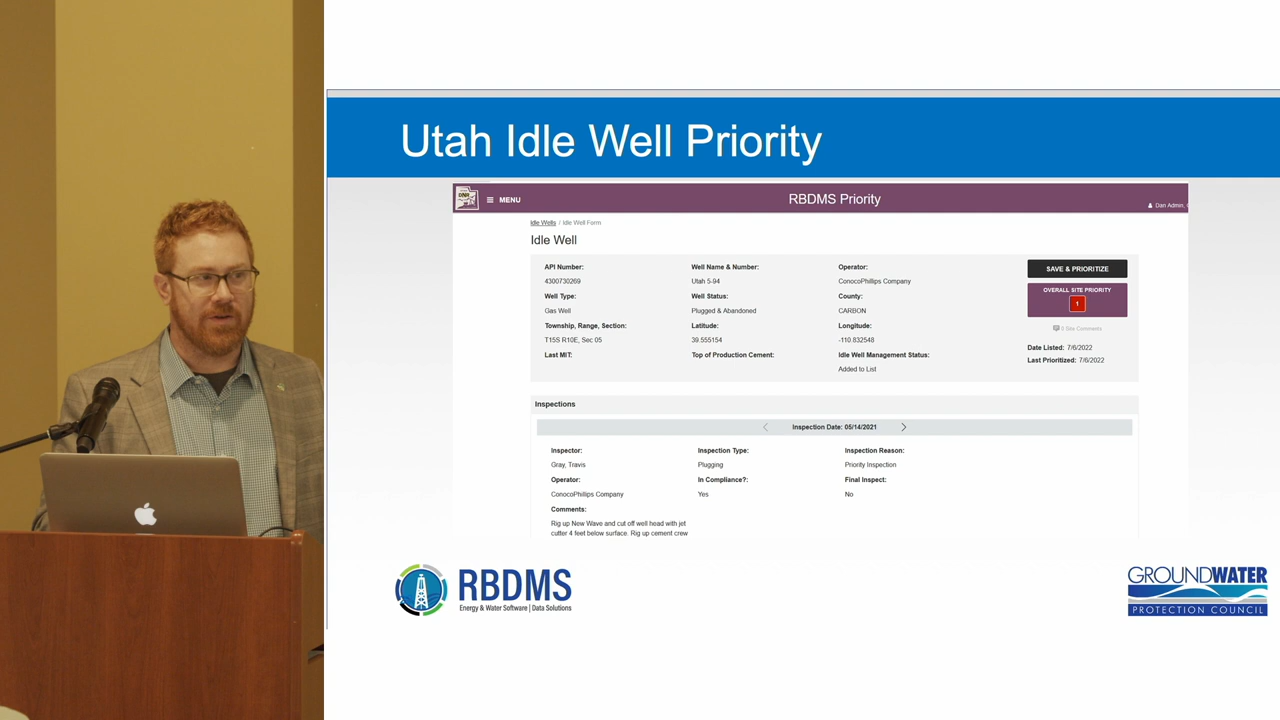 Utah Idle Well Priority
MENU
RBDMS Priority
Dan Admin,
Idle Wells / Idle Well Form
Idle Well
API Number:
4300730269
Well Name & Number:
Utah 5-94
Operator:
ConocoPhillips Company
SAVE & PRIORITIZE
Well Type:
Gas Well
Well Status:
Plugged & Abandoned
County:
CARBON
OVERALL SITE PRIORITY
1
Township, Range, Section:
T15S R10E, Sec 05
Latitude:
39.555154
Longitude:
-110.832548
3 Site Comments
Last MIT:
Top of Production Cement:
Idle Well Management Status:
Added to List
Date Listed: 7/6/2022
Last Prioritized: 7/6/2022
Inspections
Inspection Date: 05/14/2021
Inspector:
Gray, Travis
Inspection Type:
Plugging
Inspection Reason:
Priority Inspection
Operator:
ConocoPhillips Company
In Compliance?:
Yes
Final Inspect:
No
Comments:
Rig up New Wave and cut off well head with jet
cutter 4 feet below surface. Rig up cement crew
RBDMS
Energy & Water Software | Data Solutions
GROUNDWATER
PROTECTION COUNCIL